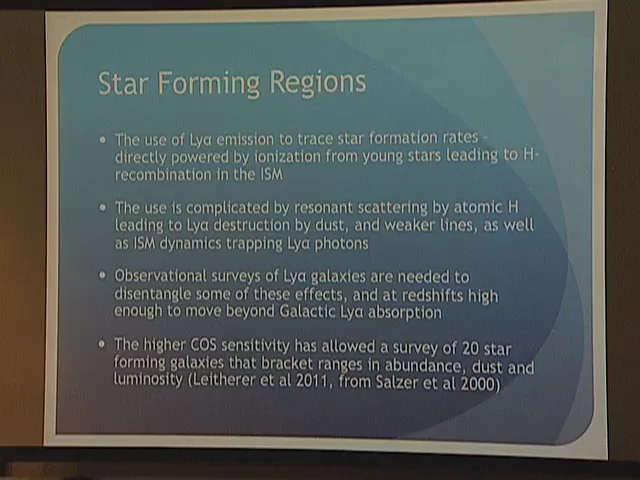 Star Forming Regions
• The use of Lyα emission to trace star formation rates -
directly powered by ionization from young stars leading to H-
recombination in the ISM
• The use is complicated by resonant scattering by atomic H
leading to Lyα destruction by dust, and weaker lines, as well
as ISM dynamics trapping Lyα photons
• Observational surveys of Lyα galaxies are needed to
disentangle some of these effects, and at redshifts high
enough to move beyond Galactic Lyα absorption
• The higher COS sensitivity has allowed a survey of 20 star
forming galaxies that bracket ranges in abundance, dust and
luminosity (Leitherer et al 2011, from Salzer et al 2000)